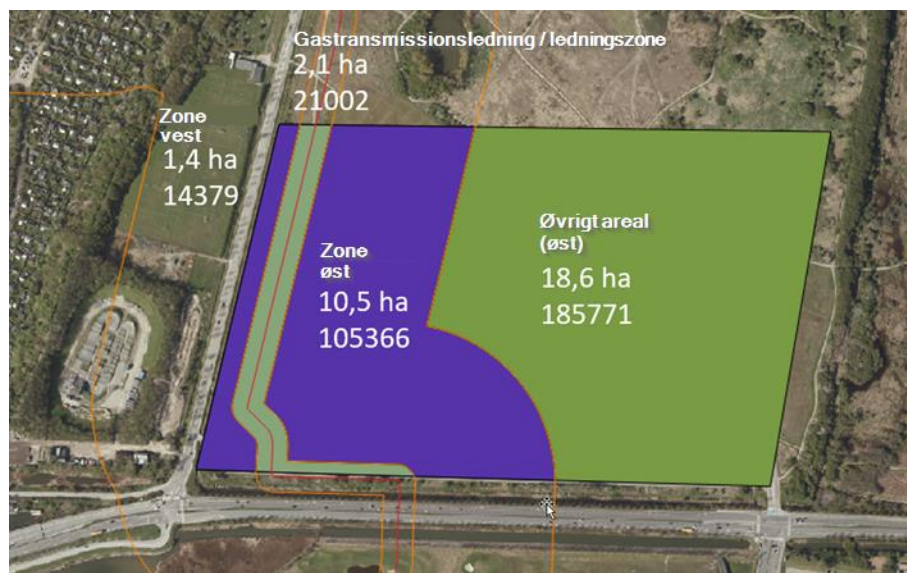 Gastransmissionsledning / ledningszone
2,1 ha
21002
Zone
vest
1,4 ha
14379
Zone
øst
10,5 ha
105366
Øvrigt areal
(øst)
18,6 ha
185771